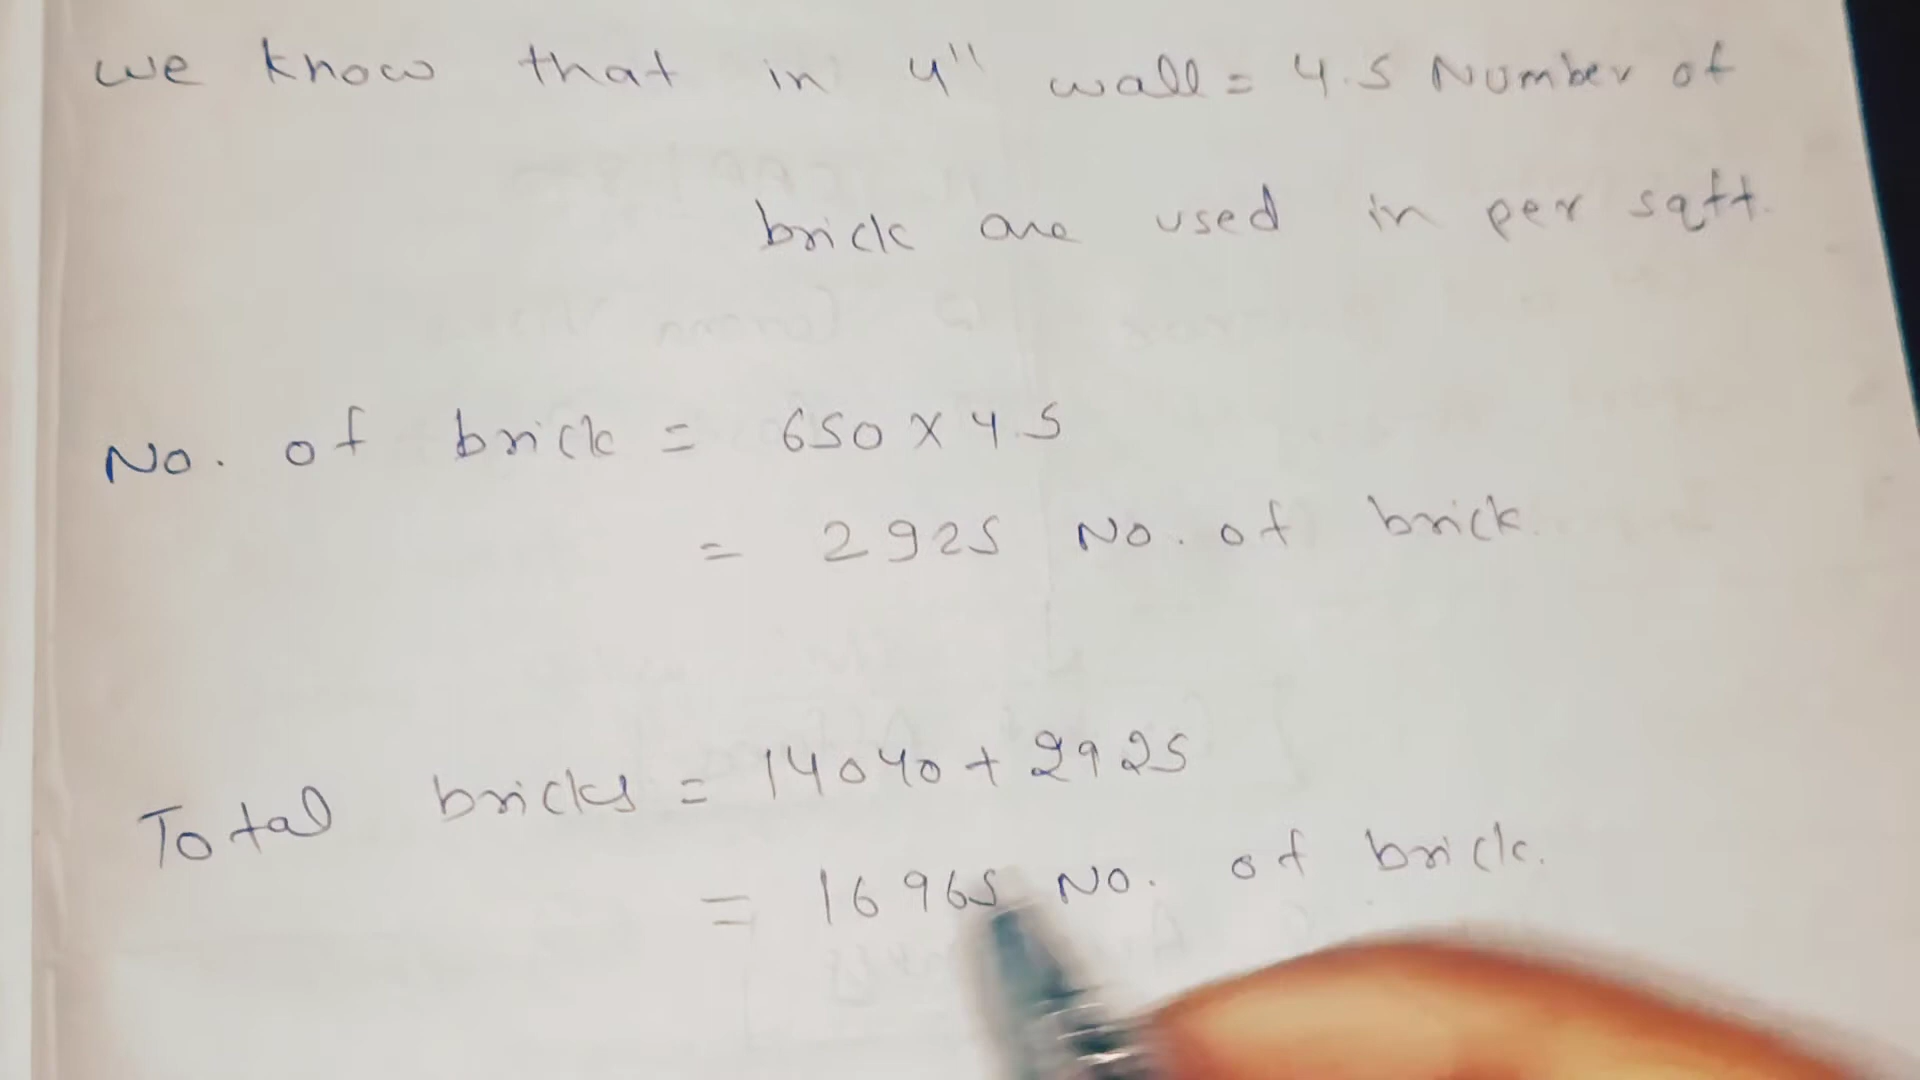 we know that in 4" wall = 4.5 Number of
brick are used in per sqft.
No. of brick = 650 x 4.5
= 2925 No. of brick.
Total bricks = 14040 + 2925
= 16965 No. of brick.